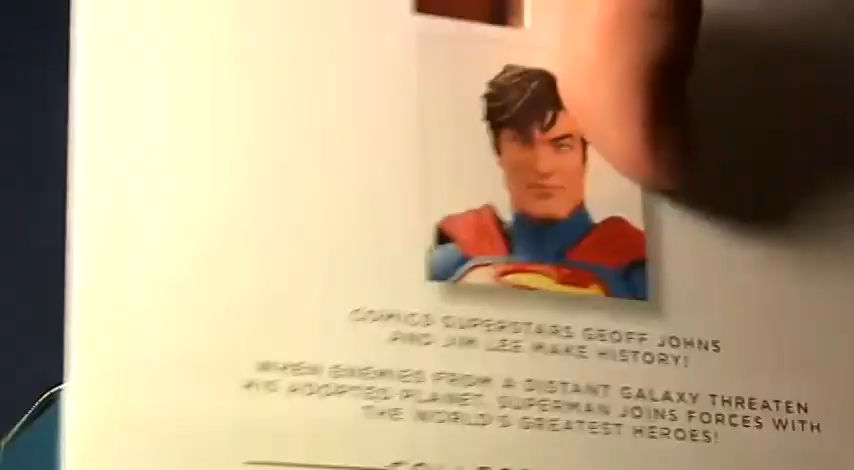 COMICS SUPERSTARS GEOFF JOHNS
AND JIM LEE MAKE HISTORY!
WHEN ENEMIES FROM A DISTANT GALAXY THREATEN
HIS ADOPTED PLANET, SUPERMAN JOINS FORCES WITH
THE WORLD'S GREATEST HEROES!